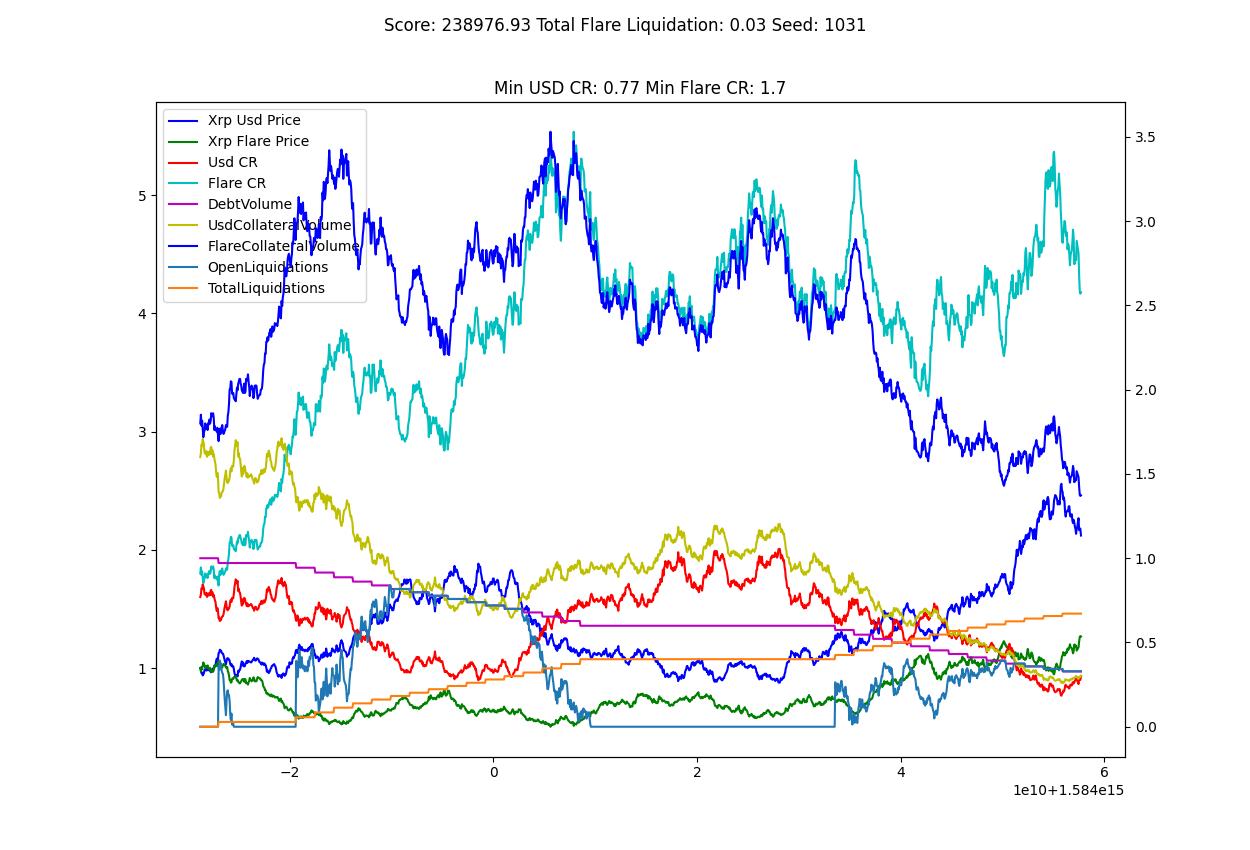 Score: 238976.93 Total Flare Liquidation: 0.03 Seed: 1031
Min USD CR: 0.77 Min Flare CR: 1.7
Xrp Usd Price
Xrp Flare Price
Usd CR
Flare CR
DebtVolume
UsdCollateralVolume
FlareCollateralVolume
OpenLiquidations
TotalLiquidations
5
4
3
2
1
3.5
3.0
2.5
2.0
1.5
1.0
0.5
0.0
−2
0
2
4
6
1e10+1.584e15